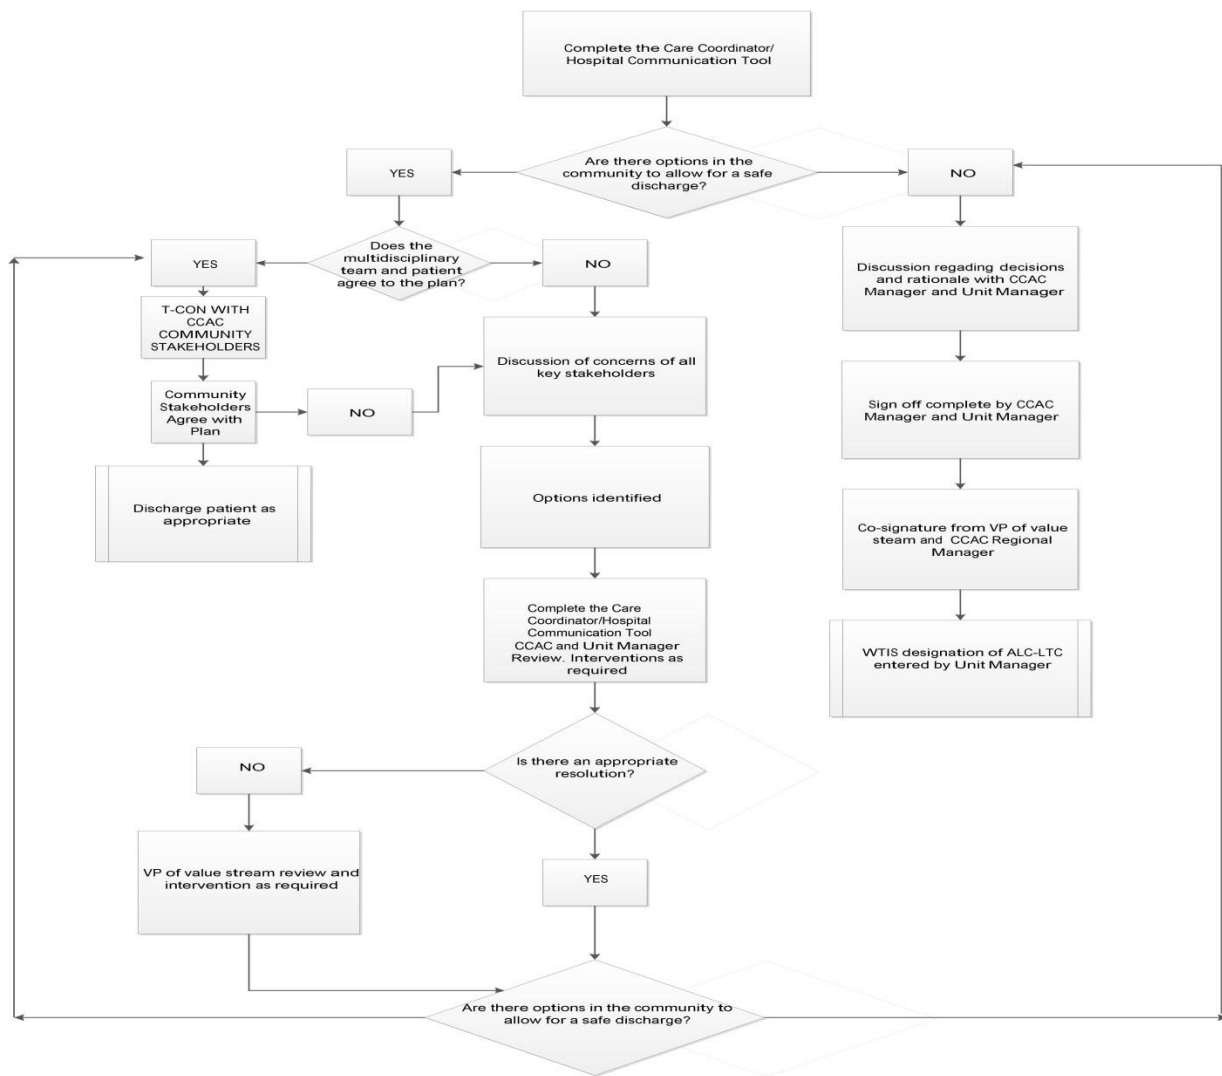 Complete the Care Coordinator/
Hospital Communication Tool
Are there options in the
community to allow for a safe
discharge?
YES
NO
Does the
multidisciplinary
team and patient
agree to the plan?
YES
NO
Discussion regading decisions
and rationale with CCAC
Manager and Unit Manager
T-CON WITH
CCAC
COMMUNITY
STAKEHOLDERS
Discussion of concerns of all
key stakeholders
Community
Stakeholders
Agree with
Plan
NO
Sign off complete by CCAC
Manager and Unit Manager
Discharge patient as
appropriate
Options identified
Co-signature from VP of value
steam and CCAC Regional
Manager
Complete the Care
Coordinator/Hospital
Communication Tool
CCAC and Unit Manager
Review. Interventions as
required
WTIS designation of ALC-LTC
entered by Unit Manager
Is there an appropriate
resolution?
NO
VP of value stream review and
intervention as required
YES
Are there options in the community to
allow for a safe discharge?